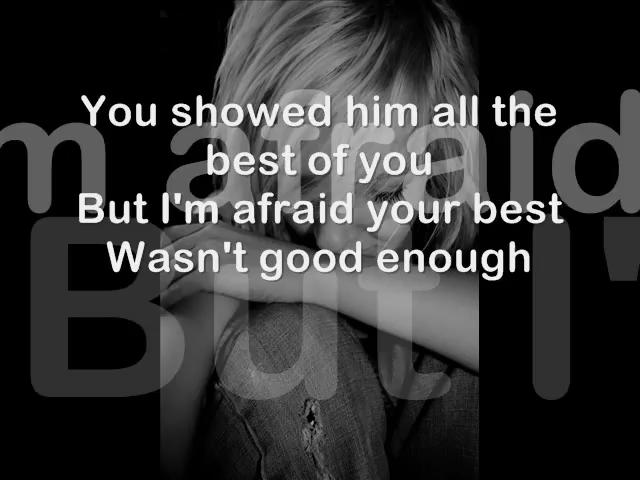 You showed him all the
best of you
But I'm afraid your best
Wasn't good enough
m afraid
But I'